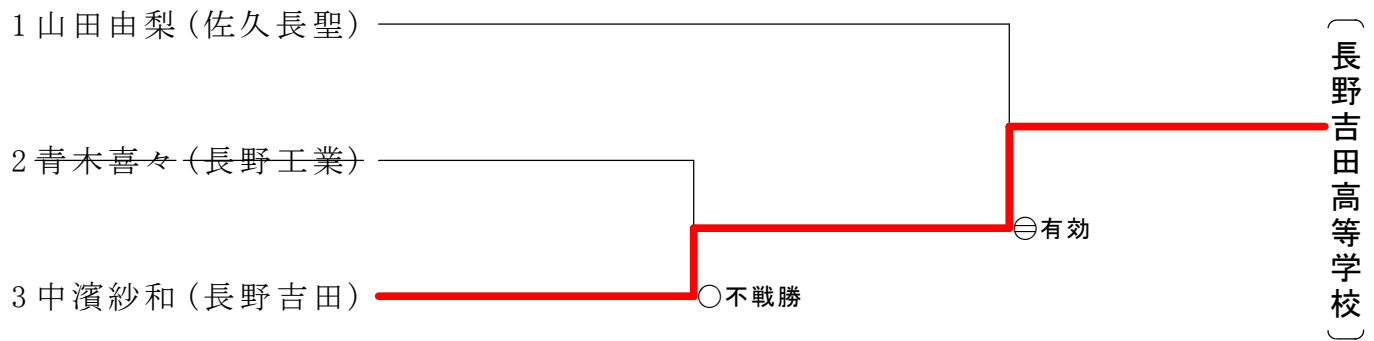 1 山田由梨 (佐久長聖)
2 青木喜々 (長野工業)
3 中濱紗和 (長野吉田)
○不戦勝
⊜有効
(長野吉田高等学校)